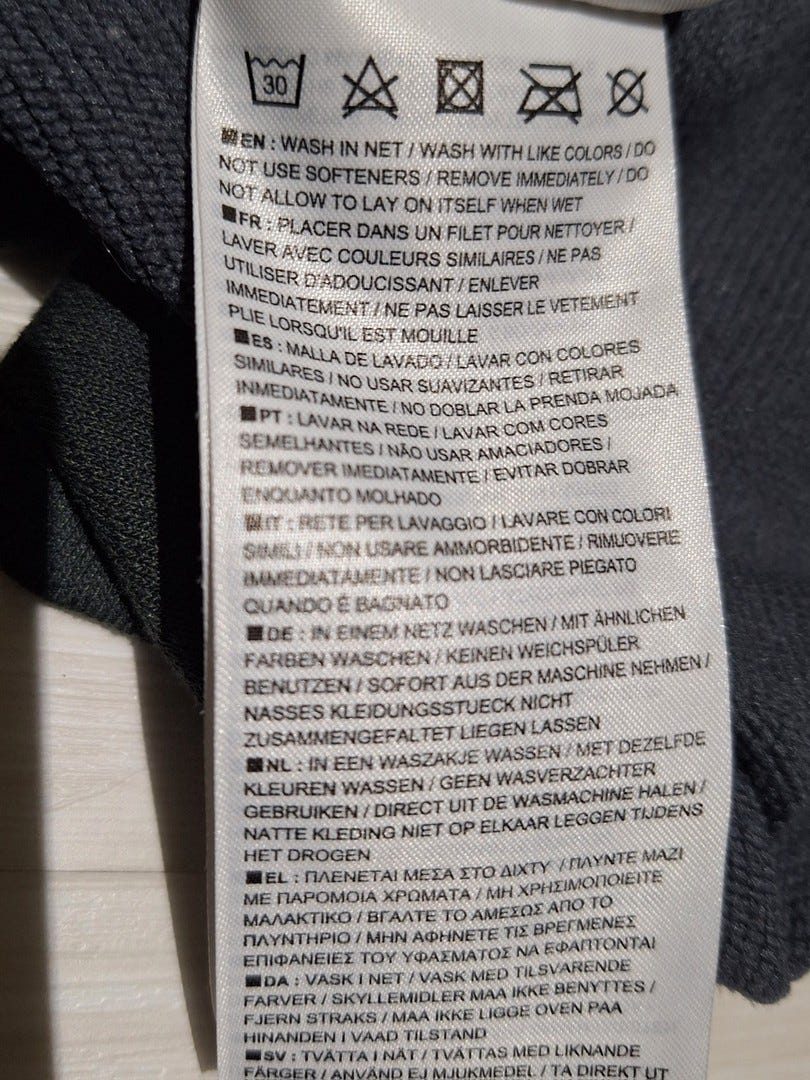 30
EN : WASH IN NET / WASH WITH LIKE COLORS / DO
NOT USE SOFTENERS / REMOVE IMMEDIATELY / DO
NOT ALLOW TO LAY ON ITSELF WHEN WET
FR : PLACER DANS UN FILET POUR NETTOYER /
LAVER AVEC COULEURS SIMILAIRES / NE PAS
UTILISER D'ADOUCISSANT / ENLEVER
IMMEDIATEMENT / NE PAS LAISSER LE VETEMENT
PLIE LORSQU'IL EST MOUILLE
ES : MALLA DE LAVADO / LAVAR CON COLORES
SIMILARES / NO USAR SUAVIZANTES / RETIRAR
INMEDIATAMENTE / NO DOBLAR LA PRENDA MOJADA
PT : LAVAR NA REDE / LAVAR COM CORES
SEMELHANTES / NÃO USAR AMACIADORES /
REMOVER IMEDIATAMENTE / EVITAR DOBRAR
ENQUANTO MOLHADO
IT : RETE PER LAVAGGIO / LAVARE CON COLORI
SIMILI / NON USARE AMMORBIDENTE / RIMUOVERE
IMMEDIATAMENTE / NON LASCIARE PIEGATO
QUANDO É BAGNATO
DE : IN EINEM NETZ WASCHEN / MIT ÄHNLICHEN
FARBEN WASCHEN / KEINEN WEICHSPÜLER
BENUTZEN / SOFORT AUS DER MASCHINE NEHMEN /
NASSES KLEIDUNGSSTUECK NICHT
ZUSAMMENGEFALTET LIEGEN LASSEN
NL : IN EEN WASZAKJE WASSEN / MET DEZELFDE
KLEUREN WASSEN / GEEN WASVERZACHTER
GEBRUIKEN / DIRECT UIT DE WASMACHINE HALEN /
NATTE KLEDING NIET OP ELKAAR LEGGEN TIJDENS
HET DROGEN
EL : ΠΛΕΝΕΤΑΙ ΜΕΣΑ ΣΤΟ ΔΙΧΤΥ / ΠΛΥΝΤΕ ΜΑΖΙ
ΜΕ ΠΑΡΟΜΟΙΑ ΧΡΩΜΑΤΑ / ΜΗ ΧΡΗΣΙΜΟΠΟΙΕΙΤΕ
ΜΑΛΑΚΤΙΚΟ / ΒΓΑΛΤΕ ΤΟ ΑΜΕΣΩΣ ΑΠΟ ΤΟ
ΠΛΥΝΤΗΡΙΟ / ΜΗΝ ΑΦΗΝΕΤΕ ΤΙΣ ΒΡΕΓΜΕΝΕΣ
ΕΠΙΦΑΝΕΙΕΣ ΤΟΥ ΥΦΑΣΜΑΤΟΣ ΝΑ ΕΦΑΠΤΟΝΤΑΙ
DA : VASK I NET / VASK MED TILSVARENDE
FARVER / SKYLLEMIDLER MAA IKKE BENYTTES /
FJERN STRAKS / MAA IKKE LIGGE OVEN PAA
HINANDEN I VAAD TILSTAND
SV : TVÄTTA I NÄT / TVÄTTAS MED LIKNANDE
FÄRGER / ANVÄND EJ MJUKMEDEL / TA DIREKT UT